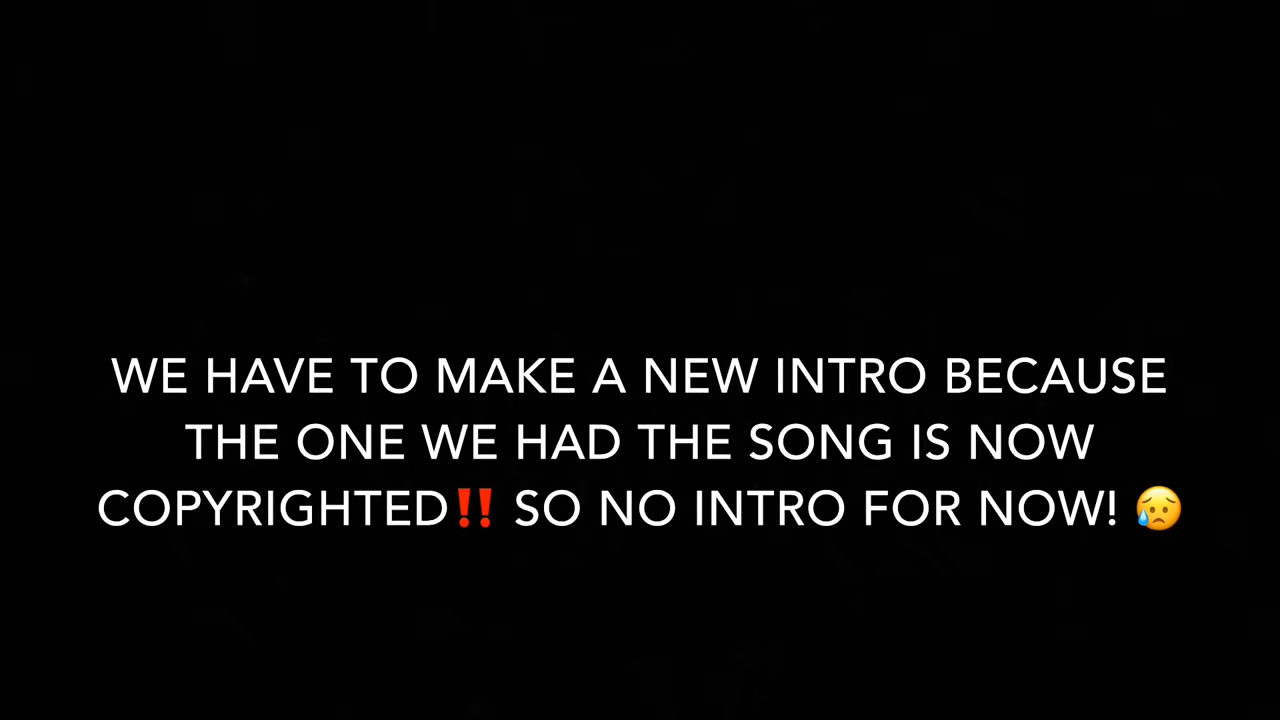 WE HAVE TO MAKE A NEW INTRO BECAUSE
THE ONE WE HAD THE SONG IS NOW
COPYRIGHTED‼️ SO NO INTRO FOR NOW! 😥